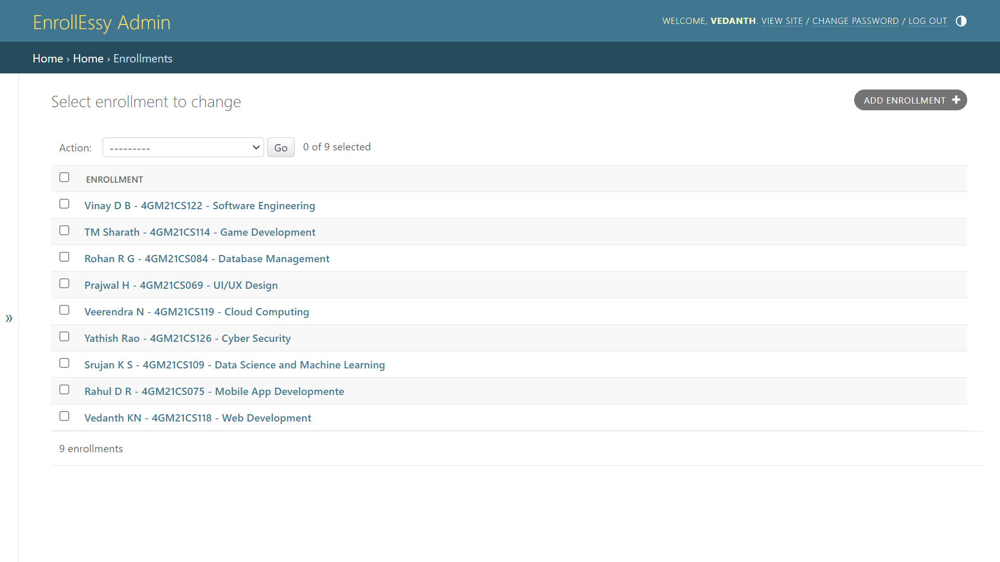 EnrollEssy Admin
WELCOME, VEDANTH. VIEW SITE / CHANGE PASSWORD / LOG OUT
Home › Home › Enrollments
Select enrollment to change
ADD ENROLLMENT +
Action: --------- Go 0 of 9 selected
ENROLLMENT
Vinay D B - 4GM21CS122 - Software Engineering
TM Sharath - 4GM21CS114 - Game Development
Rohan R G - 4GM21CS084 - Database Management
Prajwal H - 4GM21CS069 - UI/UX Design
Veerendra N - 4GM21CS119 - Cloud Computing
»
Yathish Rao - 4GM21CS126 - Cyber Security
Srujan K S - 4GM21CS109 - Data Science and Machine Learning
Rahul D R - 4GM21CS075 - Mobile App Developmente
Vedanth KN - 4GM21CS118 - Web Development
9 enrollments